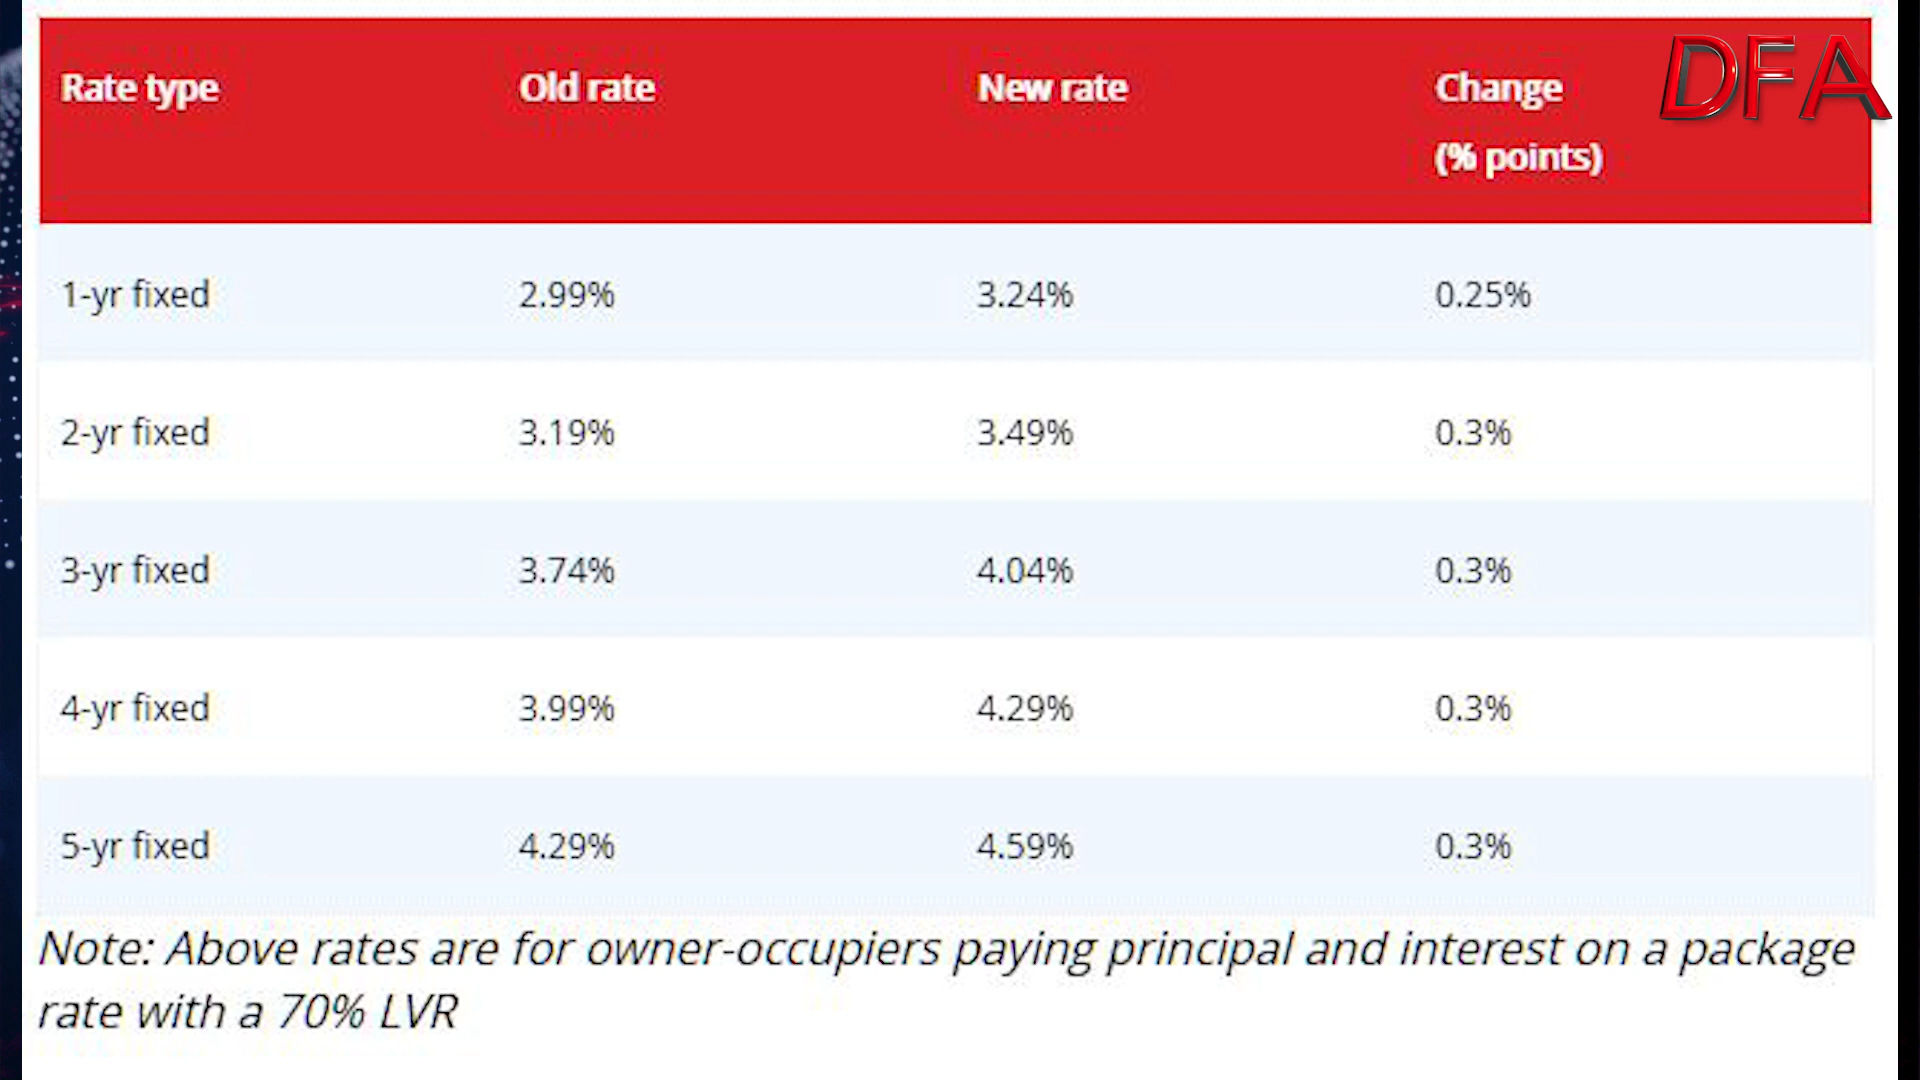 DFA
Rate type Old rate New rate Change
(% points)
1-yr fixed 2.99% 3.24% 0.25%
2-yr fixed 3.19% 3.49% 0.3%
3-yr fixed 3.74% 4.04% 0.3%
4-yr fixed 3.99% 4.29% 0.3%
5-yr fixed 4.29% 4.59% 0.3%
Note: Above rates are for owner-occupiers paying principal and interest on a package
rate with a 70% LVR